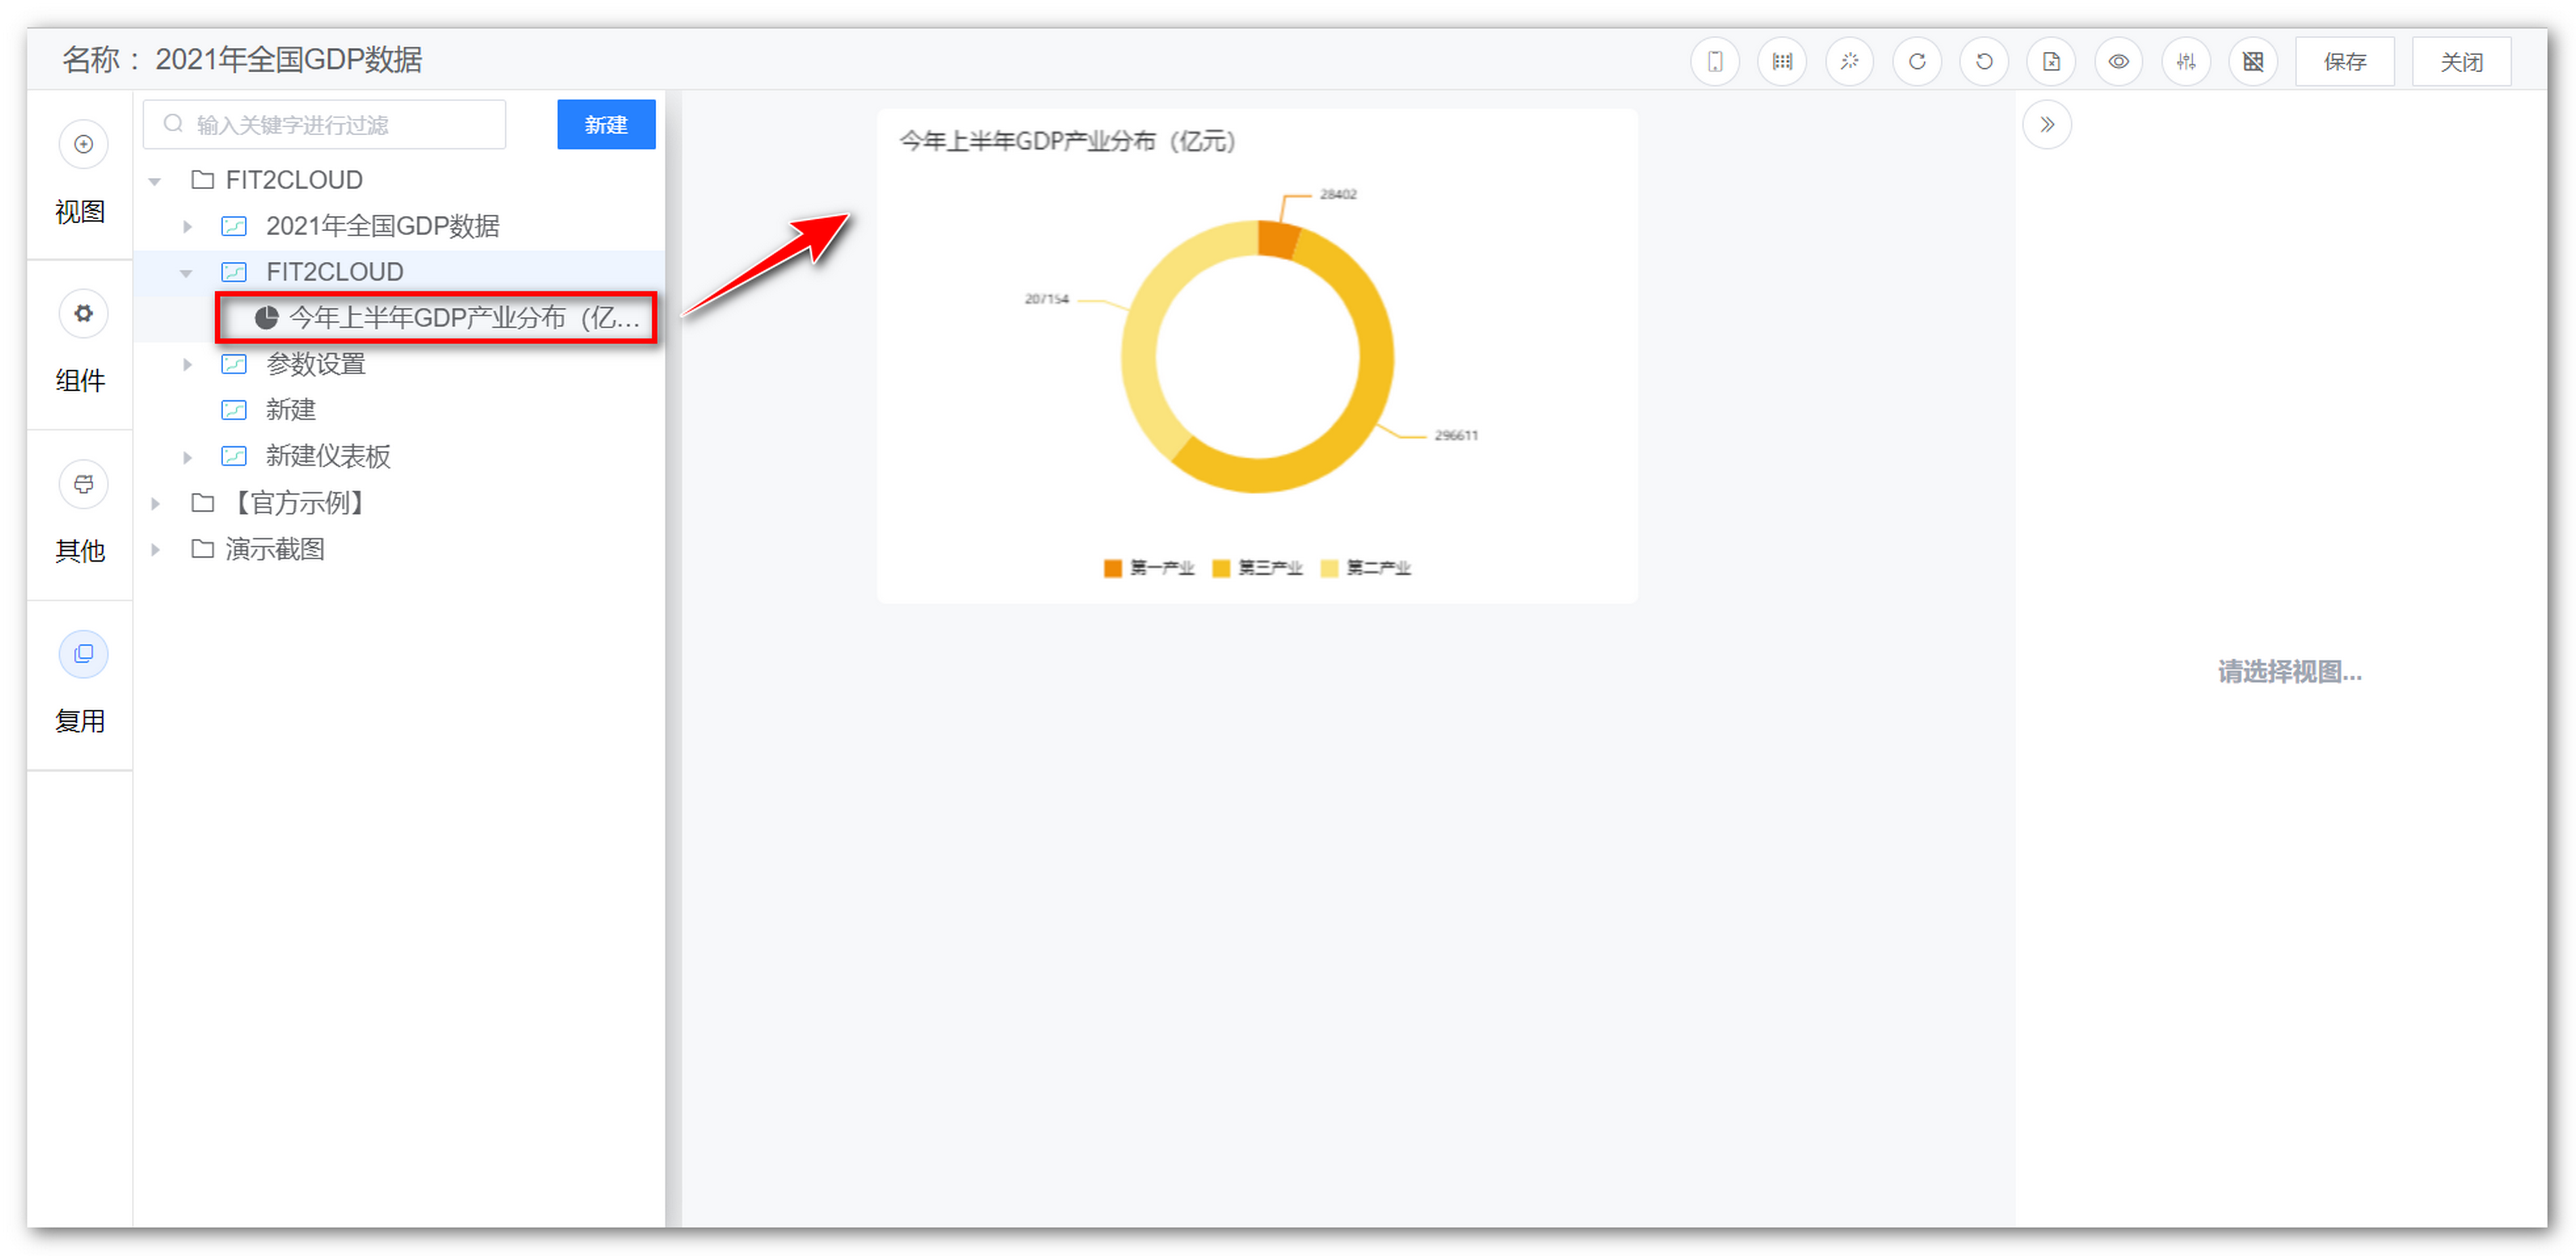 名称： 2021年全国GDP数据
保存
关闭
视图
组件
其他
复用
输入关键字进行过滤
新建
FIT2CLOUD
2021年全国GDP数据
FIT2CLOUD
今年上半年GDP产业分布（亿...
参数设置
新建
新建仪表板
【官方示例】
演示截图
今年上半年GDP产业分布（亿元）
28402
207154
296611
第一产业 第三产业 第二产业
请选择视图...